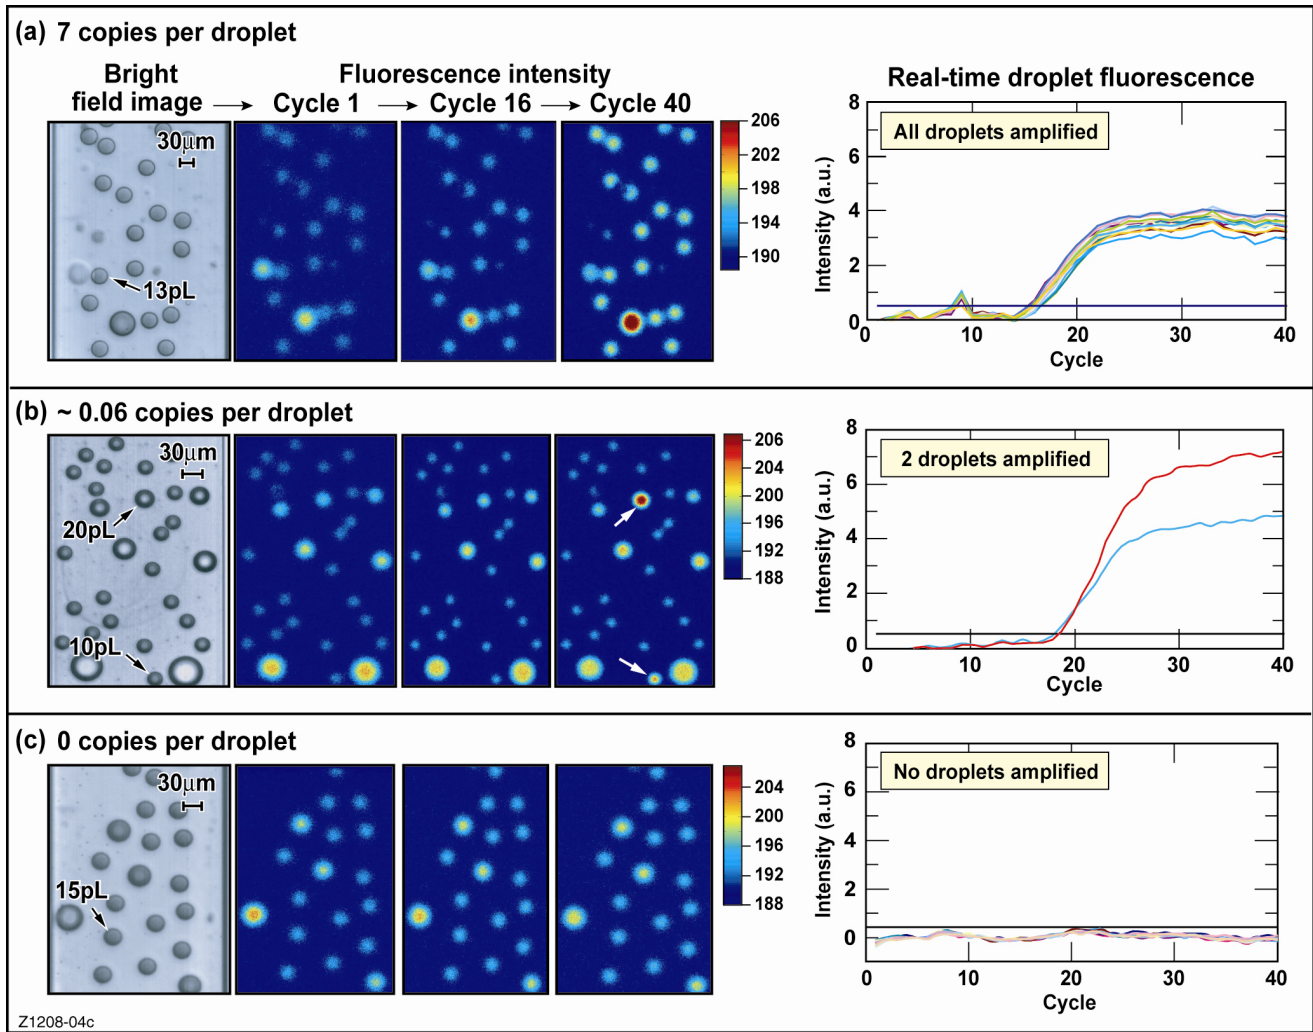 (a) 7 copies per droplet
Bright
field image
Fluorescence intensity
Cycle 1
Cycle 16
Cycle 40
Real-time droplet fluorescence
30μm
13pL
206
202
198
194
190
All droplets amplified
8
6
4
2
0
Intensity (a.u.)
0
10
20
30
40
Cycle
(b) ~ 0.06 copies per droplet
30μm
20pL
10pL
206
204
200
196
192
188
2 droplets amplified
8
6
4
2
0
Intensity (a.u.)
0
10
20
30
40
Cycle
(c) 0 copies per droplet
30μm
15pL
204
200
196
192
188
No droplets amplified
8
6
4
2
0
Intensity (a.u.)
0
10
20
30
40
Cycle
Z1208-04c